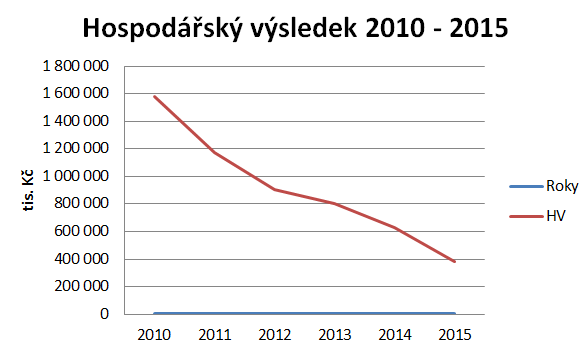 Hospodářský výsledek 2010 - 2015
1 800 000
1 600 000
1 400 000
1 200 000
1 000 000
800 000
600 000
400 000
200 000
0
tis. Kč
2010 2011 2012 2013 2014 2015
Roky
HV